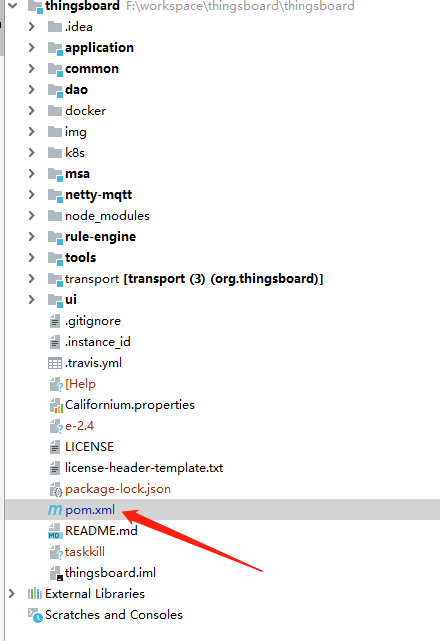 thingsboard F:\workspace\thingsboard\thingsboard
.idea
application
common
dao
docker
img
k8s
msa
netty-mqtt
node_modules
rule-engine
tools
transport [transport (3) (org.thingsboard)]
ui
.gitignore
.instance_id
.travis.yml
[Help
Californium.properties
e-2.4
LICENSE
license-header-template.txt
package-lock.json
pom.xml
README.md
taskkill
thingsboard.iml
External Libraries
Scratches and Consoles